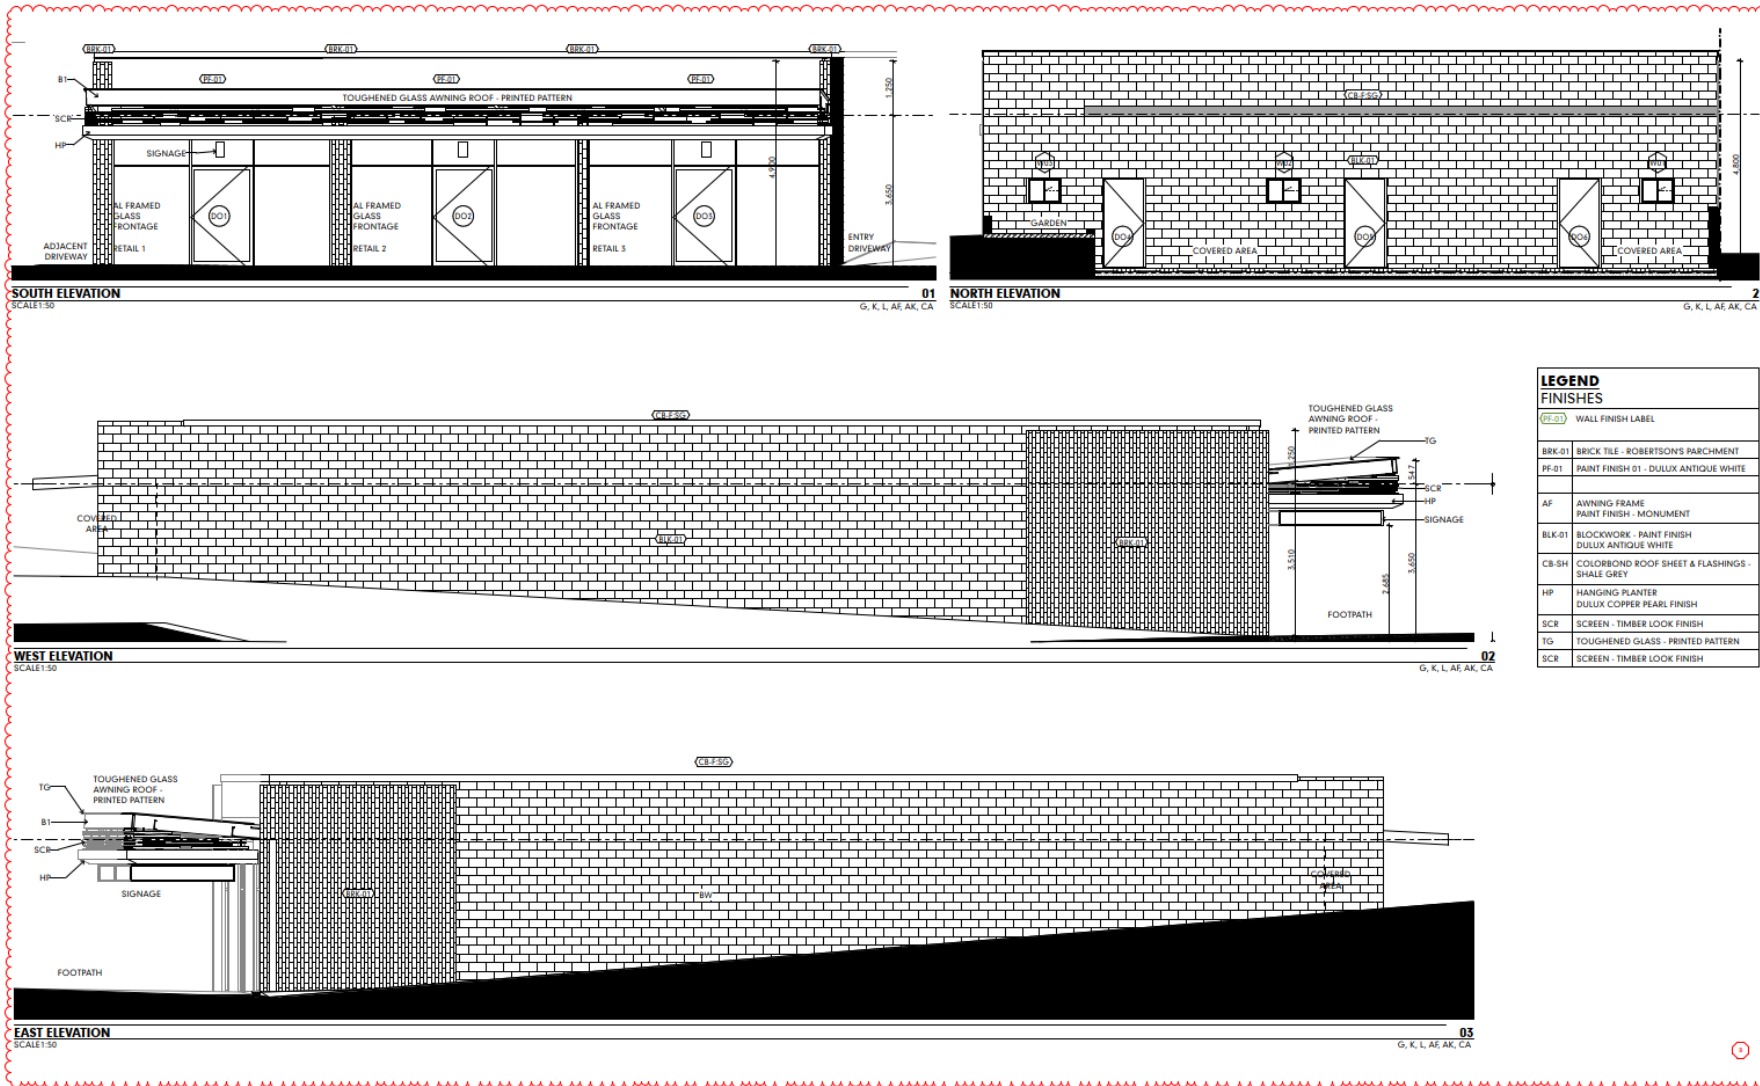 BRK-01 BRK-01 BRK-01 BRK-01
B1 PF-01 PF-01 PF-01
TOUGHENED GLASS AWNING ROOF - PRINTED PATTERN
1,250
SCR
HP
SIGNAGE
4,900
3,650
AL FRAMED
GLASS
FRONTAGE
RETAIL 1
DO1
AL FRAMED
GLASS
FRONTAGE
RETAIL 2
DO2
AL FRAMED
GLASS
FRONTAGE
RETAIL 3
DO3
ADJACENT
DRIVEWAY
ENTRY
DRIVEWAY
SOUTH ELEVATION 01
SCALE1:50 G, K, L, AF, AK, CA
CB-F:SG
W03 W02 BLK-01 W01
4,800
GARDEN
DO4 DO5 DO6
COVERED AREA COVERED AREA
NORTH ELEVATION 2
SCALE1:50 G, K, L, AF, AK, CA
CB-F:SG
TOUGHENED GLASS
AWNING ROOF -
PRINTED PATTERN
TG
547
SCR
HP
SIGNAGE
COVERED
AREA
BLK-01
BRK-01
3,510
3,650
2,685
FOOTPATH
WEST ELEVATION 02
SCALE1:50 G, K, L, AF, AK, CA
LEGEND
FINISHES
PF-01 WALL FINISH LABEL
BRK-01 BRICK TILE - ROBERTSON'S PARCHMENT
PF-01 PAINT FINISH 01 - DULUX ANTIQUE WHITE
AF AWNING FRAME
PAINT FINISH - MONUMENT
BLK-01 BLOCKWORK - PAINT FINISH
DULUX ANTIQUE WHITE
CB-SH COLORBOND ROOF SHEET & FLASHINGS -
SHALE GREY
HP HANGING PLANTER
DULUX COPPER PEARL FINISH
SCR SCREEN - TIMBER LOOK FINISH
TG TOUGHENED GLASS - PRINTED PATTERN
SCR SCREEN - TIMBER LOOK FINISH
CB-F:SG
TG
TOUGHENED GLASS
AWNING ROOF -
PRINTED PATTERN
B1
SCR
HP
SIGNAGE
BRK-01
BW
COVERED
AREA
FOOTPATH
EAST ELEVATION 03
SCALE1:50 G, K, L, AF, AK, CA